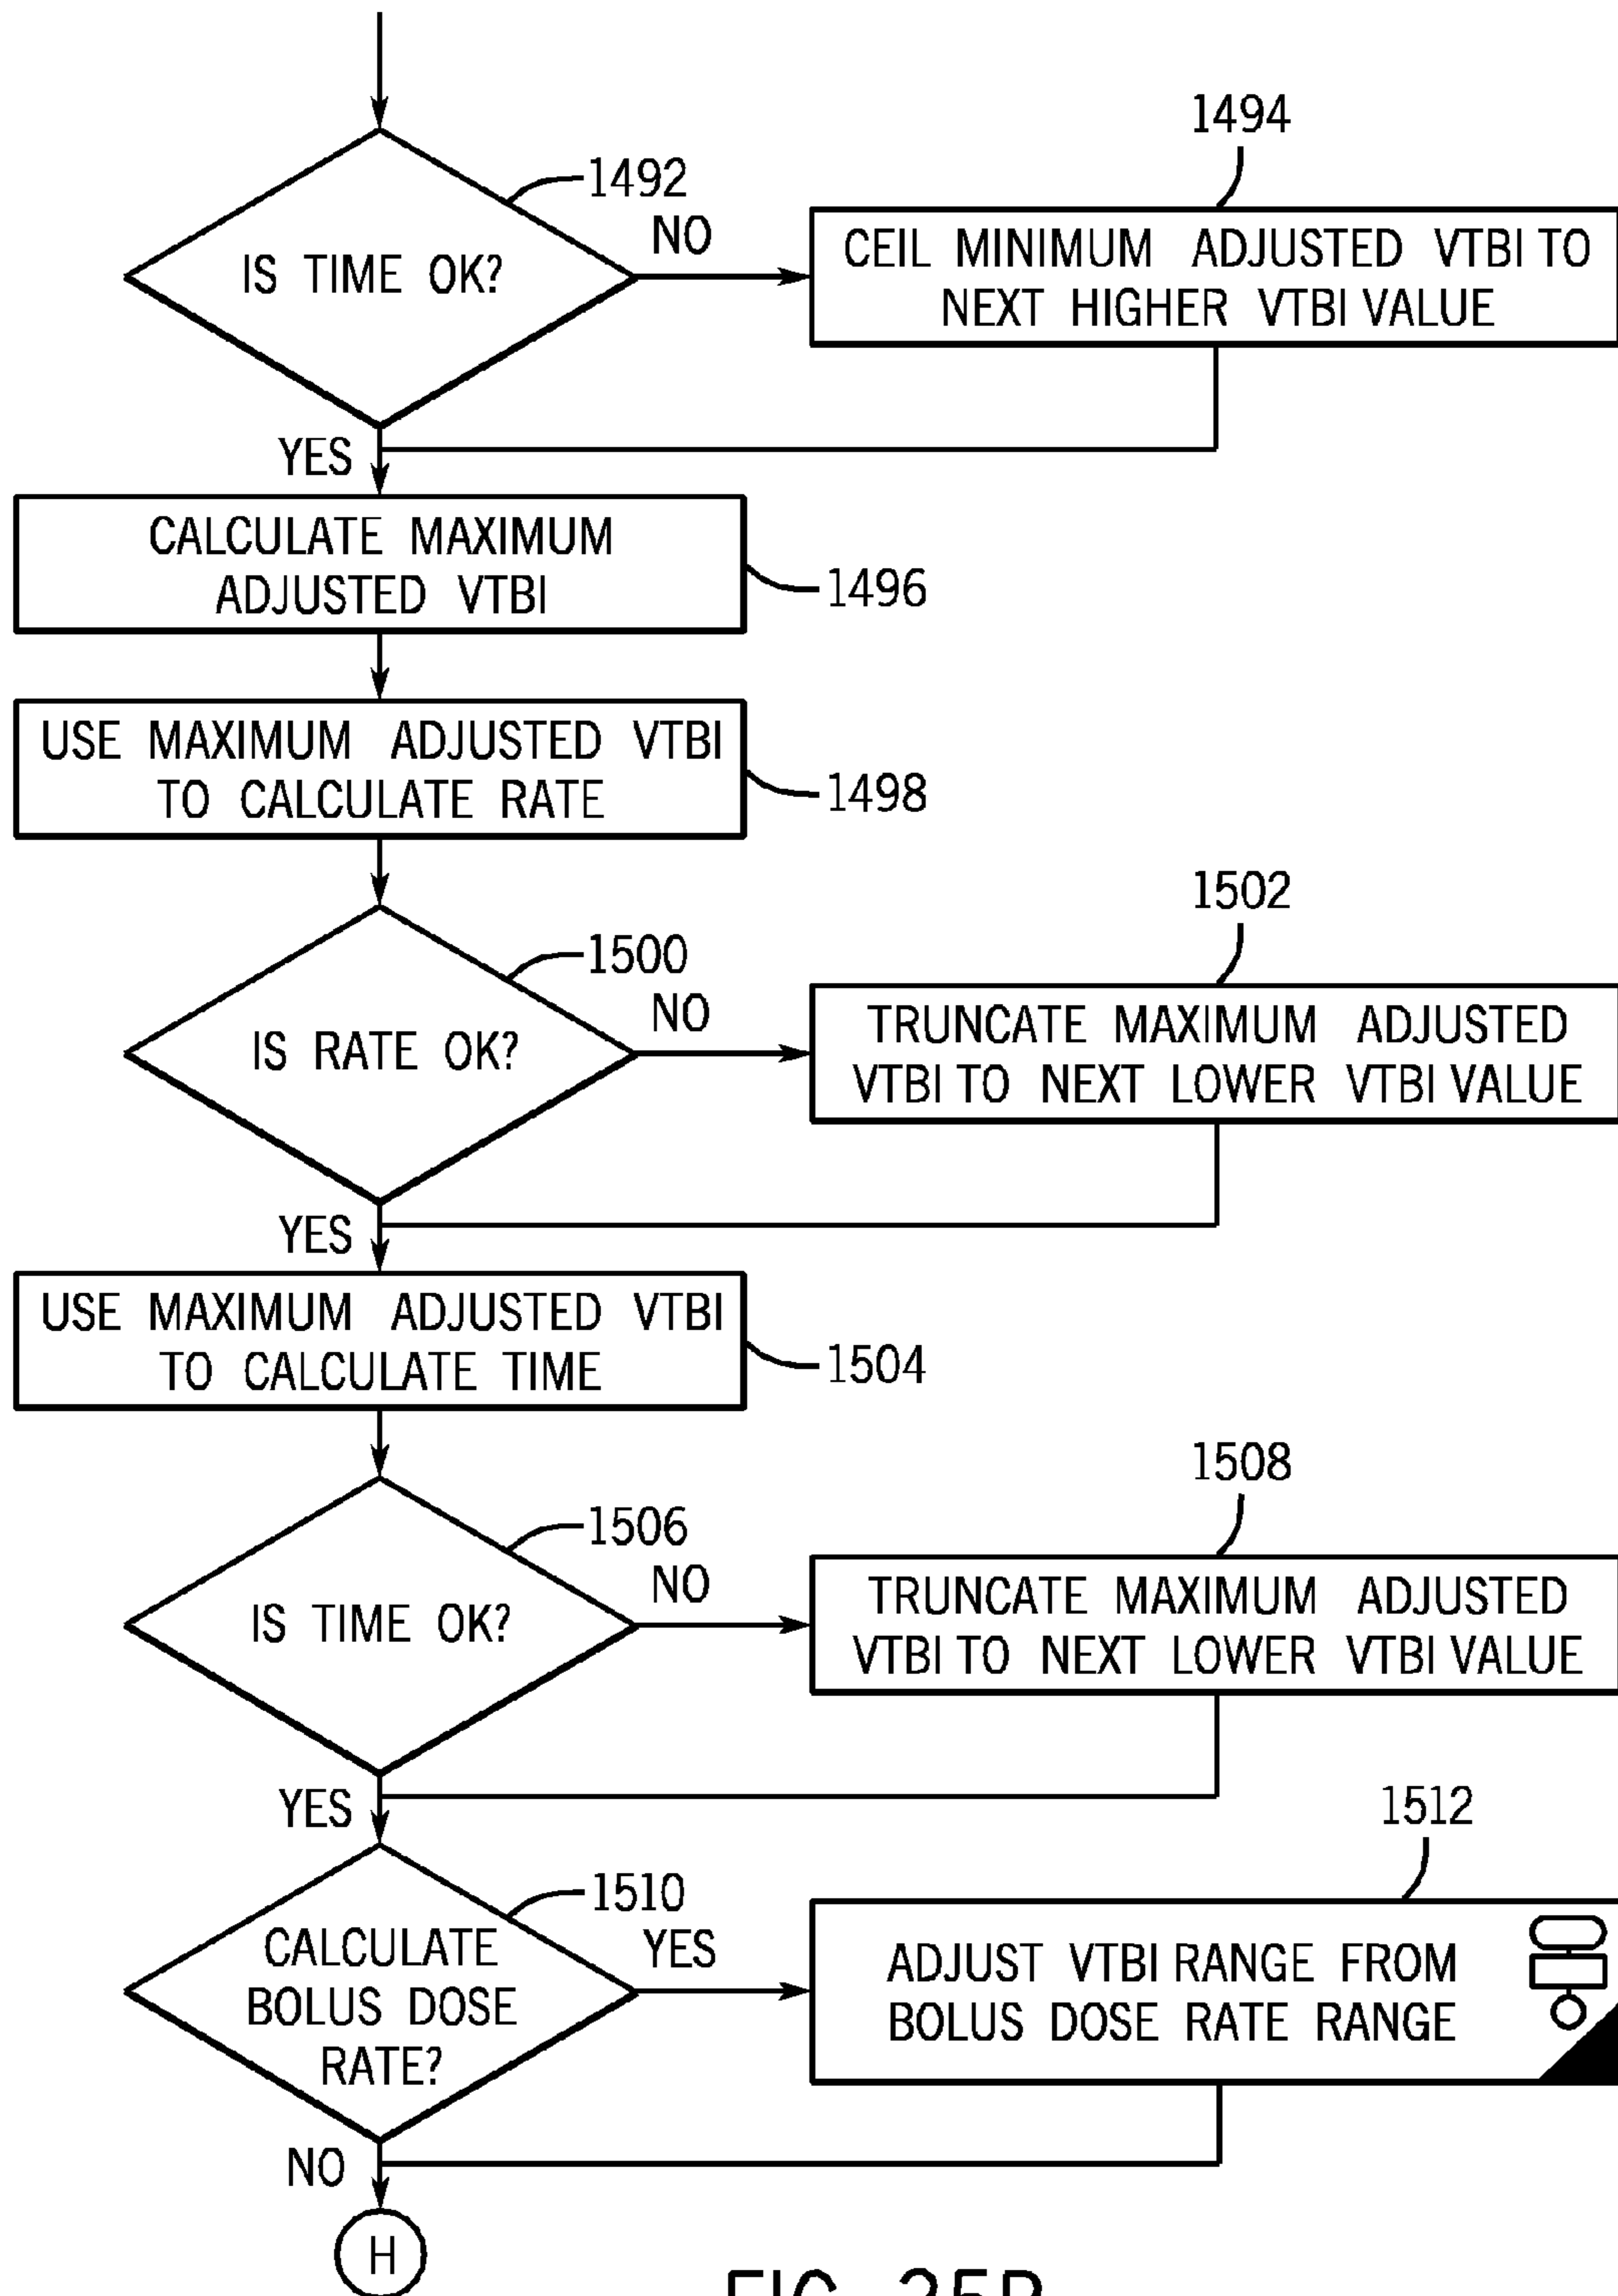 1494
1492
NO
IS TIME OK?
CEIL MINIMUM ADJUSTED VTBI TO
NEXT HIGHER VTBI VALUE
YES
CALCULATE MAXIMUM
ADJUSTED VTBI
1496
USE MAXIMUM ADJUSTED VTBI
TO CALCULATE RATE
1498
1502
1500
NO
IS RATE OK?
TRUNCATE MAXIMUM ADJUSTED
VTBI TO NEXT LOWER VTBI VALUE
YES
USE MAXIMUM ADJUSTED VTBI
TO CALCULATE TIME
1504
1508
1506
NO
IS TIME OK?
TRUNCATE MAXIMUM ADJUSTED
VTBI TO NEXT LOWER VTBI VALUE
YES
1512
1510
YES
CALCULATE
BOLUS DOSE
RATE?
ADJUST VTBI RANGE FROM
BOLUS DOSE RATE RANGE
NO
H
FIG. 35B